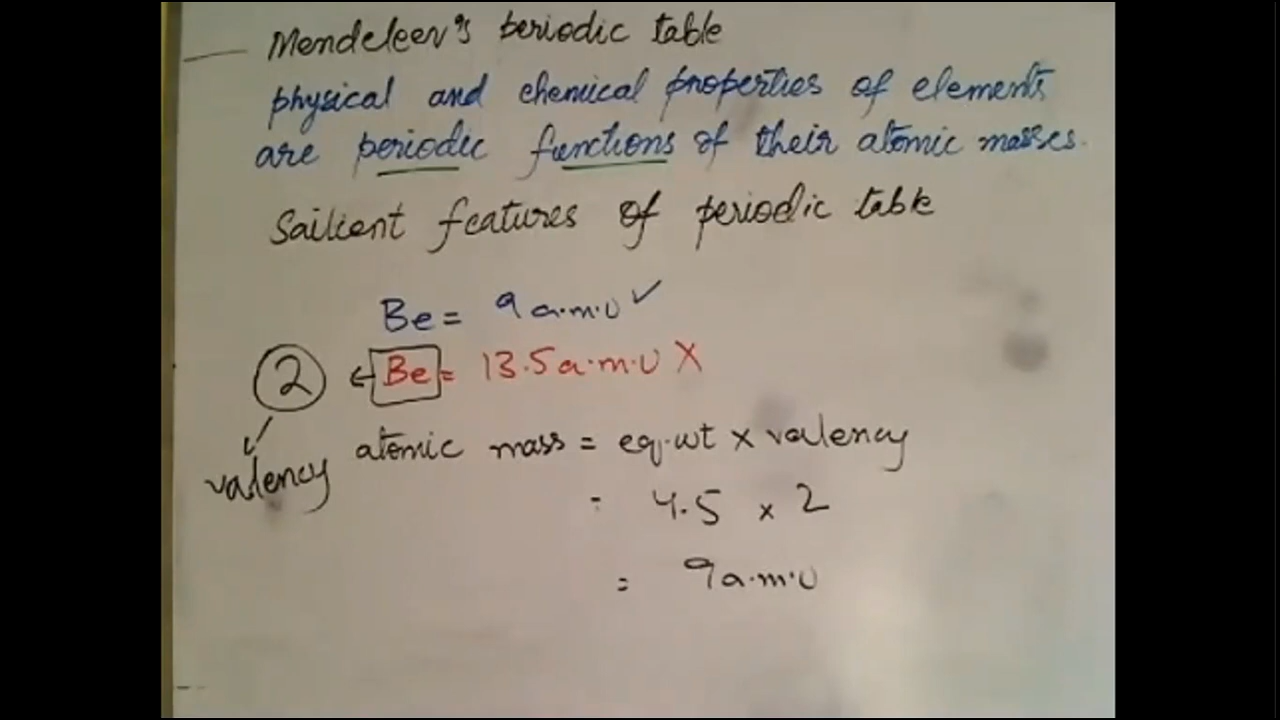 Mendeleev's periodic table
physical and chemical properties of elements
are periodic functions of their atomic masses.
Sailient features of periodic table
Be = 9 a.m.u ✓
2 ← Be = 13.5 a.m.u X
valency
atomic mass = eq.wt x valency
= 4.5 x 2
= 9 a.m.u